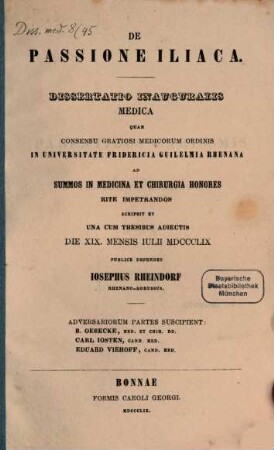 Diss. med. 8/95
DE
PASSIONE ILIACA.
DISSERTATIO INAUGURALIS
MEDICA
QUAM
CONSENSU GRATIOSI MEDICORUM ORDINIS
IN UNIVERSITATE FRIDERICIA GUILELMIA RHENANA
AD
SUMMOS IN MEDICINA ET CHIRURGIA HONORES
RITE IMPETRANDOS
SCRIPSIT ET
UNA CUM THESIBUS ADIECTIS
DIE XIX. MENSIS IULII MDCCCLIX
PUBLICE DEFENDET
IOSEPHUS RHEINDORF
RHENANO-BORUSSUS.
Bayerische
Staatsbibliothek
München
ADVERSARIORUM PARTES SUSCIPIENT:
B. OEBECKE, MED. ET CHIR. DD.
CARL IOSTEN, CAND. MED.
EDUARD VIEHOFF, CAND. MED.
BONNAE
FORMIS CAROLI GEORGI.
MDCCCLIX.